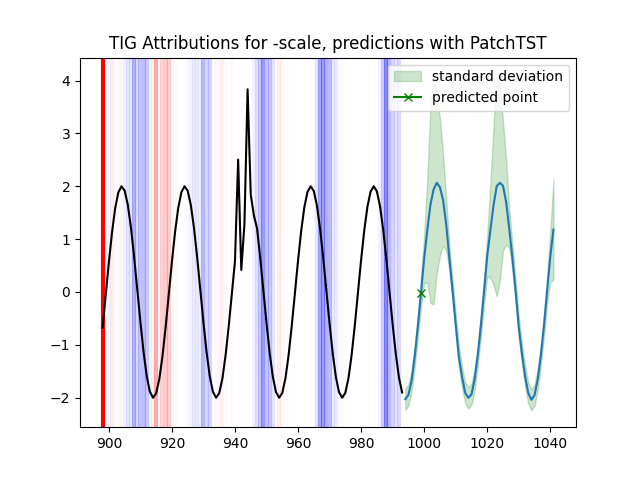 TIG Attributions for -scale, predictions with PatchTST
standard deviation
predicted point
4
3
2
1
0
−1
−2
900 920 940 960 980 1000 1020 1040